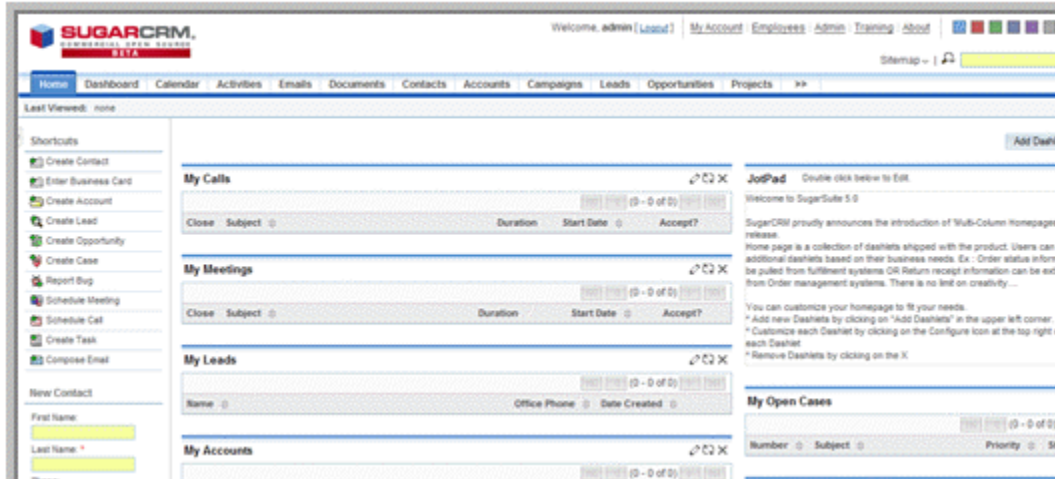 SUGARCRM.
COMMERCIAL OPEN SOURCE
BETA
Welcome, admin [ Logout ] | My Account | Employees | Admin | Training | About
Sitemap |
Home Dashboard Calendar Activities Emails Documents Contacts Accounts Campaigns Leads Opportunities Projects >>
Last Viewed: none
Shortcuts
Create Contact
Enter Business Card
Create Account
Create Lead
Create Opportunity
Create Case
Report Bug
Schedule Meeting
Schedule Call
Create Task
Compose Email
New Contact
First Name:
Last Name: *
My Calls
(0 - 0 of 0)
Close Subject Duration Start Date Accept?
My Meetings
(0 - 0 of 0)
Close Subject Duration Start Date Accept?
My Leads
(0 - 0 of 0)
Name Office Phone Date Created
My Accounts
(0 - 0 of 0)
Add Dashl
JotPad Double click below to Edit.
Welcome to SugarSuite 5.0
SugarCRM proudly announces the introduction of 'Multi-Column Homepages
release.
Home page is a collection of dashlets shipped with the product. Users can
additional dashlets based on their business needs. Ex : Order status inform
be pulled from fulfillment systems OR Return receipt information can be ext
from Order management systems. There is no limit on creativity....
You can customize your homepage to fit your needs.
* Add new Dashlets by clicking on "Add Dashlets" in the upper left corner.
* Customize each Dashlet by clicking on the Configure Icon at the top right
each Dashlet
* Remove Dashlets by clicking on the X
My Open Cases
(0 - 0 of 0)
Number Subject Priority S